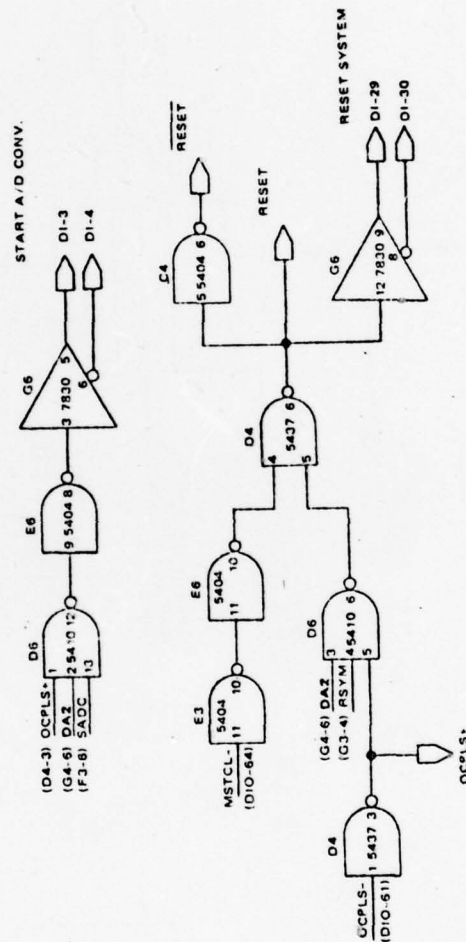 START A/D CONV.
D6
E6
G6
(D4-3) OCPLS+
(G4-6) DA2
(F3-6) SADC
1
2 5410 12
13
9 5404 8
3 7830 5
6
DI-3
DI-4
C4
5 5404 6
RESET
RESET
RESET SYSTEM
G6
12 7830 9
8
DI-29
DI-30
D4
4
5437 6
5
E3
5404
11 10
E6
5404
11 10
MSTCL-
(DIO-64)
D6
(G4-6) DA2
(G3-4) RSYM
3
4 5410 6
5
D4
1 5437 3
OCPLS-
(DIO-61)
OCPLS+